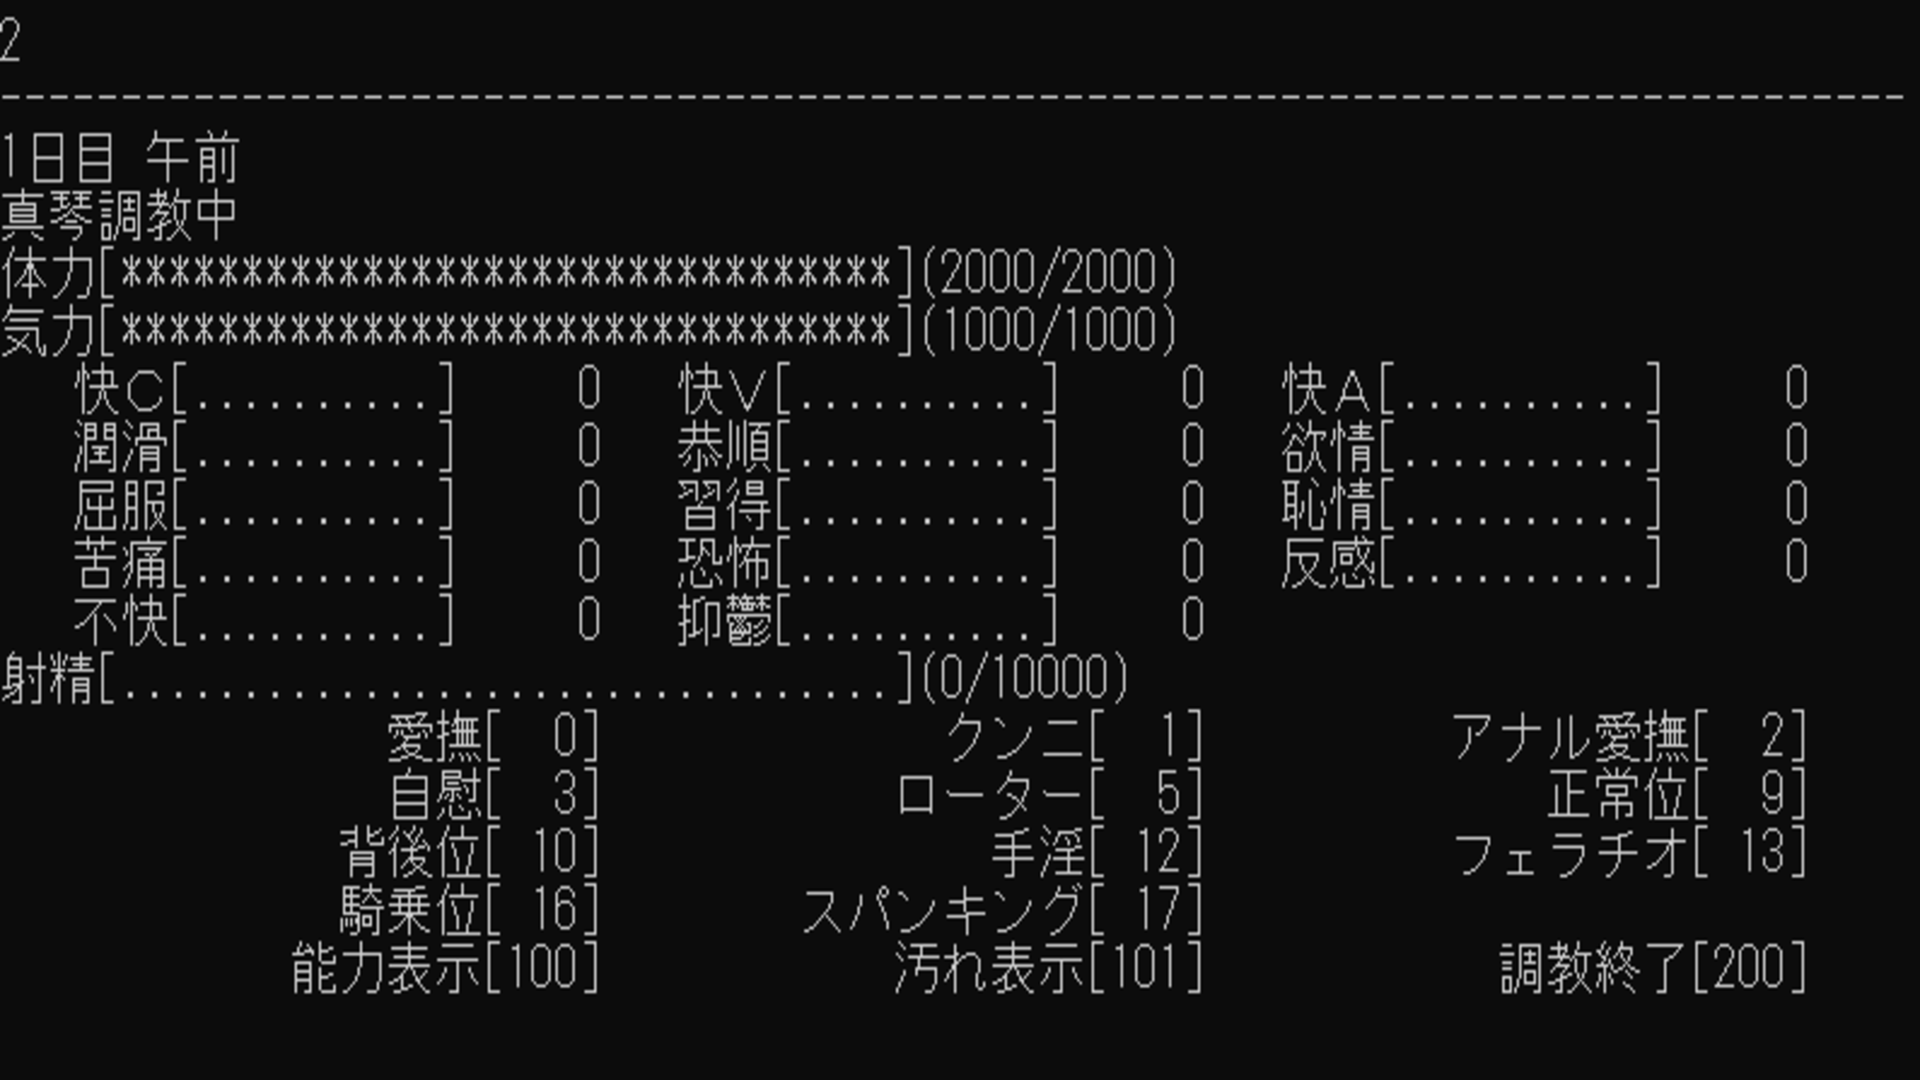 2
--------------------------------------------------------------------------------
1日目 午前
真琴調教中
体力[********************************](2000/2000)
気力[********************************](1000/1000)
快C[..........] 0 快V[..........] 0 快A[..........] 0
潤滑[..........] 0 恭順[..........] 0 欲情[..........] 0
屈服[..........] 0 習得[..........] 0 恥情[..........] 0
苦痛[..........] 0 恐怖[..........] 0 反感[..........] 0
不快[..........] 0 抑鬱[..........] 0
射精[................................](0/10000)
愛撫[ 0] クンニ[ 1] アナル愛撫[ 2]
自慰[ 3] ローター[ 5] 正常位[ 9]
背後位[ 10] 手淫[ 12] フェラチオ[ 13]
騎乗位[ 16] スパンキング[ 17]
能力表示[100] 汚れ表示[101] 調教終了[200]